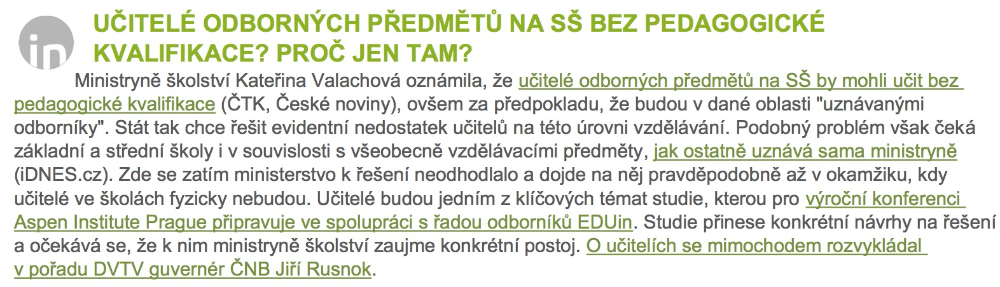 in
UČITELÉ ODBORNÝCH PŘEDMĚTŮ NA SŠ BEZ PEDAGOGICKÉ
KVALIFIKACE? PROČ JEN TAM?
Ministryně školství Kateřina Valachová oznámila, že učitelé odborných předmětů na SŠ by mohli učit bez
pedagogické kvalifikace (ČTK, České noviny), ovšem za předpokladu, že budou v dané oblasti "uznávanými
odborníky". Stát tak chce řešit evidentní nedostatek učitelů na této úrovni vzdělávání. Podobný problém však čeká
základní a střední školy i v souvislosti s všeobecně vzdělávacími předměty, jak ostatně uznává sama ministryně
(iDNES.cz). Zde se zatím ministerstvo k řešení neodhodlalo a dojde na něj pravděpodobně až v okamžiku, kdy
učitelé ve školách fyzicky nebudou. Učitelé budou jedním z klíčových témat studie, kterou pro výroční konferenci
Aspen Institute Prague připravuje ve spolupráci s řadou odborníků EDUin. Studie přinese konkrétní návrhy na řešení
a očekává se, že k nim ministryně školství zaujme konkrétní postoj. O učitelích se mimochodem rozvykládal
v pořadu DVTV guvernér ČNB Jiří Rusnok.